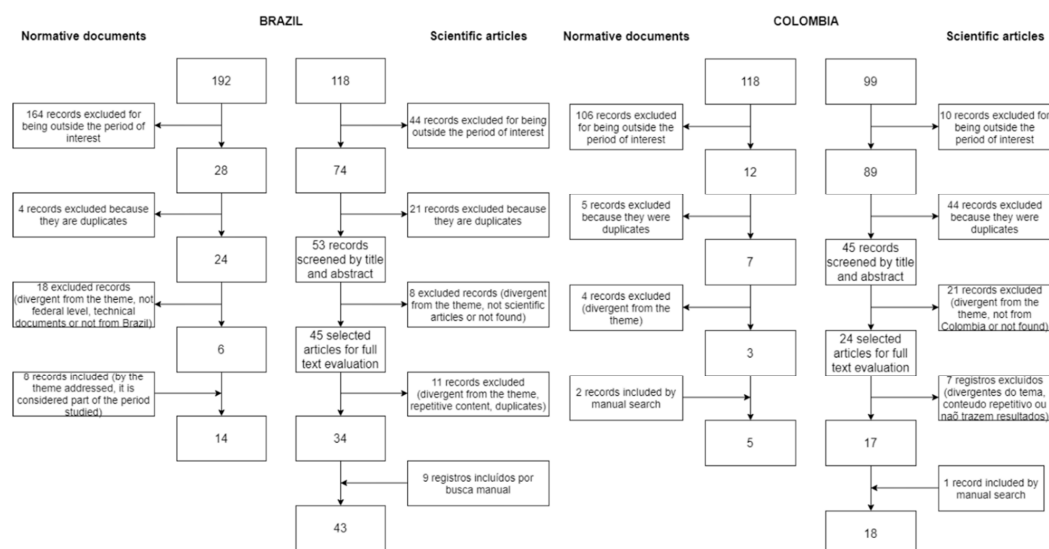 BRAZIL
Normative documents
Scientific articles
192
118
164 records excluded for
being outside the period of
interest
44 records excluded for being
outside the period of interest
28
74
4 records excluded because
they are duplicates
21 records excluded because
they are duplicates
24
53 records
screened by title
and abstract
18 excluded records
(divergent from the theme, not
federal level, technical
documents or not from Brazil)
8 excluded records (divergent
from the theme, not scientific
articles or not found)
6
45 selected
articles for full
text evaluation
8 records included (by the
theme addressed, it is
considered part of the period
studied)
11 records excluded
(divergent from the theme,
repetitive content, duplicates)
14
34
9 registros incluídos por
busca manual
43
COLOMBIA
Normative documents
Scientific articles
118
99
106 records excluded
for being outside the
period of interest
10 records excluded for
being outside the
period of interest
12
89
5 records excluded
because they were
duplicates
44 records excluded
because they were
duplicates
7
45 records
screened by title
and abstract
4 records excluded
(divergent from the
theme)
21 records excluded
(divergent from the
theme, not from
Colombia or not found)
3
24 selected
articles for full
text evaluation
2 records included by
manual search
7 registros excluídos
(divergentes do tema,
conteudo repetitivo ou
naõ trazem resultados)
5
17
1 record included by
manual search
18